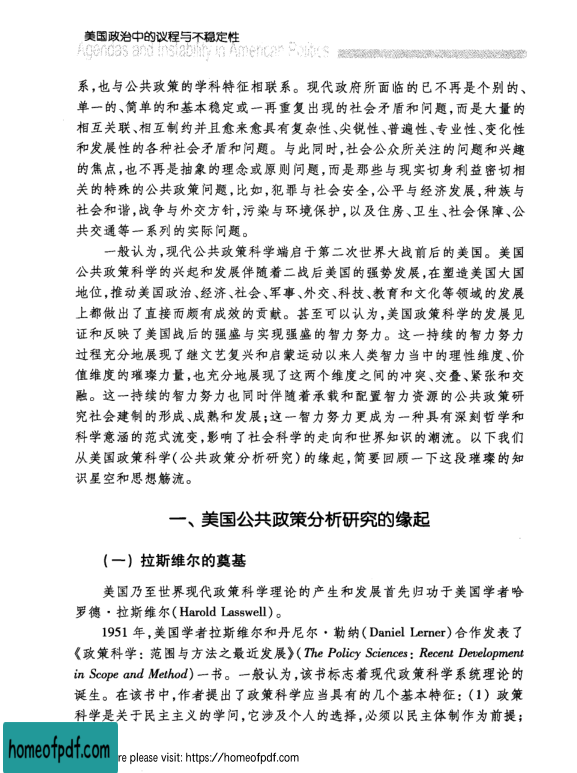 美国政治中的议程与不稳定性
Agendas and Instability in American Politics
系,也与公共政策的学科特征相联系。现代政府所面临的已不再是个别的、
单一的、简单的和基本稳定或一再重复出现的社会矛盾和问题,而是大量的
相互关联、相互制约并且愈来愈具有复杂性、尖锐性、普遍性、专业性、变化性
和发展性的各种社会矛盾和问题。与此同时,社会公众所关注的问题和兴趣
的焦点,也不再是抽象的理念或原则问题,而是那些与现实切身利益密切相
关的特殊的公共政策问题,比如,犯罪与社会安全,公平与经济发展,种族与
社会和谐,战争与外交方针,污染与环境保护,以及住房、卫生、社会保障、公
共交通等一系列的实际问题。
一般认为,现代公共政策科学端启于第二次世界大战前后的美国。美国
公共政策科学的兴起和发展伴随着二战后美国的强势发展,在塑造美国大国
地位,推动美国政治、经济、社会、军事、外交、科技、教育和文化等领域的发展
上都做出了直接而颇有成效的贡献。甚至可以认为,美国政策科学的发展见
证和反映了美国战后的强盛与实现强盛的智力努力。这一持续的智力努力
过程充分地展现了继文艺复兴和启蒙运动以来人类智力当中的理性维度、价
值维度的璀璨力量,也充分地展现了这两个维度之间的冲突、交叠、紧张和交
融。这一持续的智力努力也同时伴随着承载和配置智力资源的公共政策研
究社会建制的形成、成熟和发展;这一智力努力更成为一种具有深刻哲学和
科学意涵的范式流变,影响了社会科学的走向和世界知识的潮流。以下我们
从美国政策科学(公共政策分析研究)的缘起,简要回顾一下这段璀璨的知
识星空和思想觞流。
一、美国公共政策分析研究的缘起
(一) 拉斯维尔的奠基
美国乃至世界现代政策科学理论的产生和发展首先归功于美国学者哈
罗德·拉斯维尔(Harold Lasswell)。
1951 年,美国学者拉斯维尔和丹尼尔·勒纳(Daniel Lerner)合作发表了
《政策科学: 范围与方法之最近发展》(The Policy Sciences: Recent Development
in Scope and Method)一书。一般认为,该书标志着现代政策科学系统理论的
诞生。在该书中,作者提出了政策科学应当具有的几个基本特征: (1) 政策
科学是关于民主主义的学问,它涉及个人的选择,必须以民主体制作为前提;
homeofpdf.com
re please visit: https://homeofpdf.com